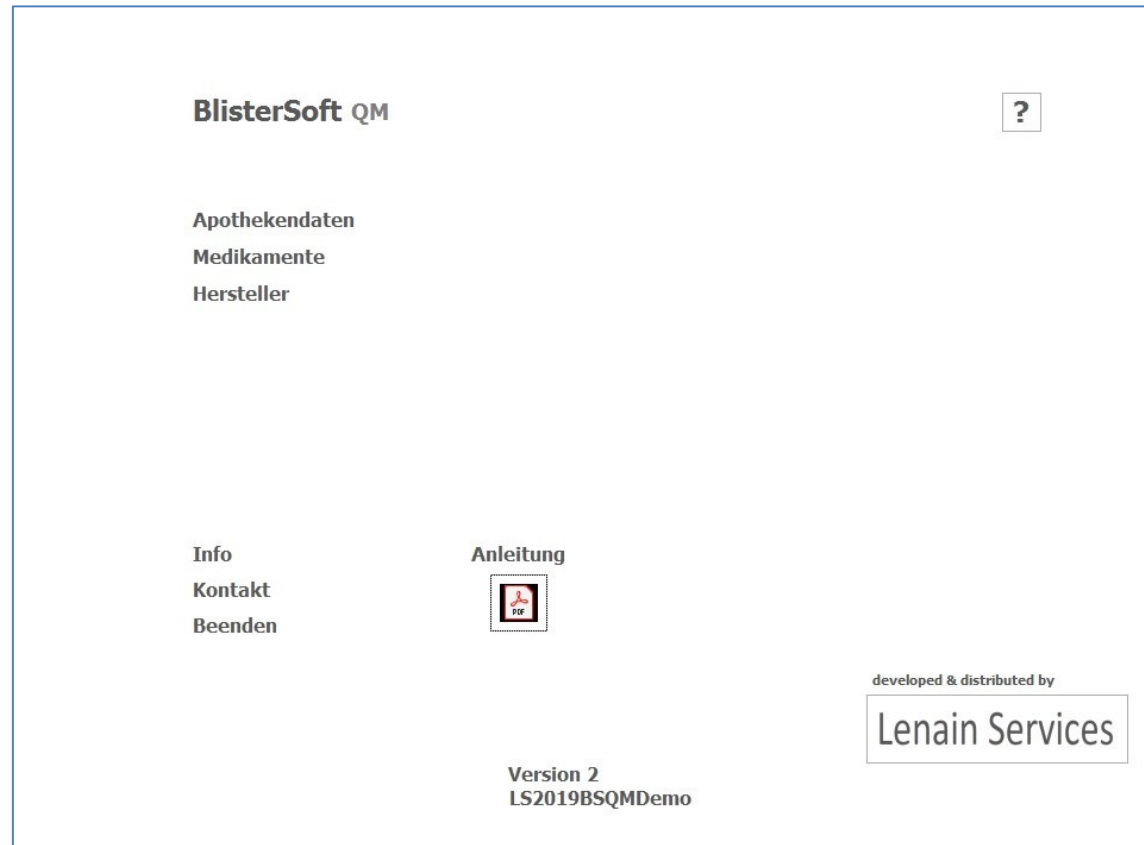 BlisterSoft QM
?
Apothekendaten
Medikamente
Hersteller
Info
Anleitung
Kontakt
PDF
Beenden
developed & distributed by
Lenain Services
Version 2
LS2019BSQMDemo